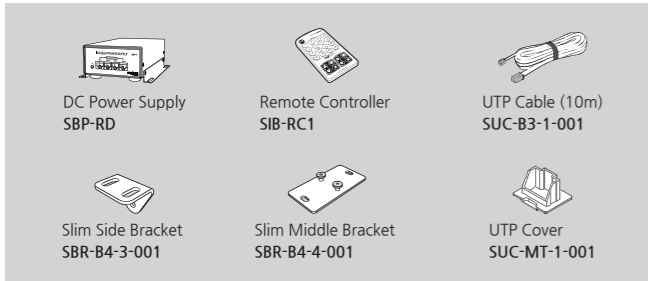 DC Power Supply
SBP-RD
Remote Controller
SIB-RC1
UTP Cable (10m)
SUC-B3-1-001
Slim Side Bracket
SBR-B4-3-001
Slim Middle Bracket
SBR-B4-4-001
UTP Cover
SUC-MT-1-001